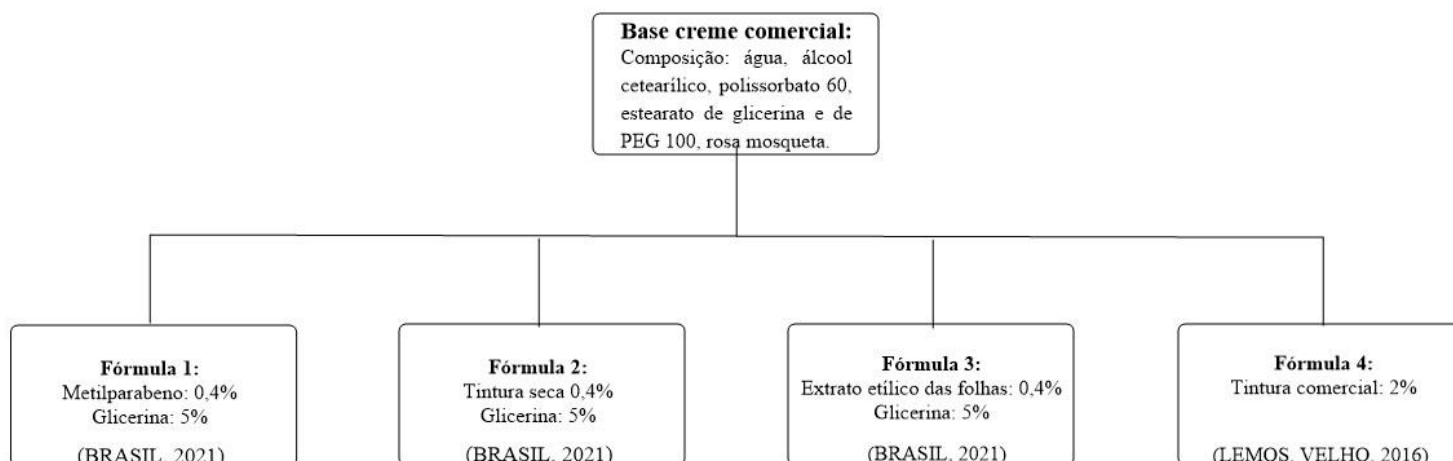 Base creme comercial:
Composição: água, álcool
cetearílico, polissorbato 60,
estearato de glicerina e de
PEG 100, rosa mosqueta.
Fórmula 1:
Metilparabeno: 0,4%
Glicerina: 5%
(BRASIL, 2021)
Fórmula 2:
Tintura seca 0,4%
Glicerina: 5%
(BRASIL, 2021)
Fórmula 3:
Extrato etílico das folhas: 0,4%
Glicerina: 5%
(BRASIL, 2021)
Fórmula 4:
Tintura comercial: 2%
(LEMOS, VELHO, 2016)